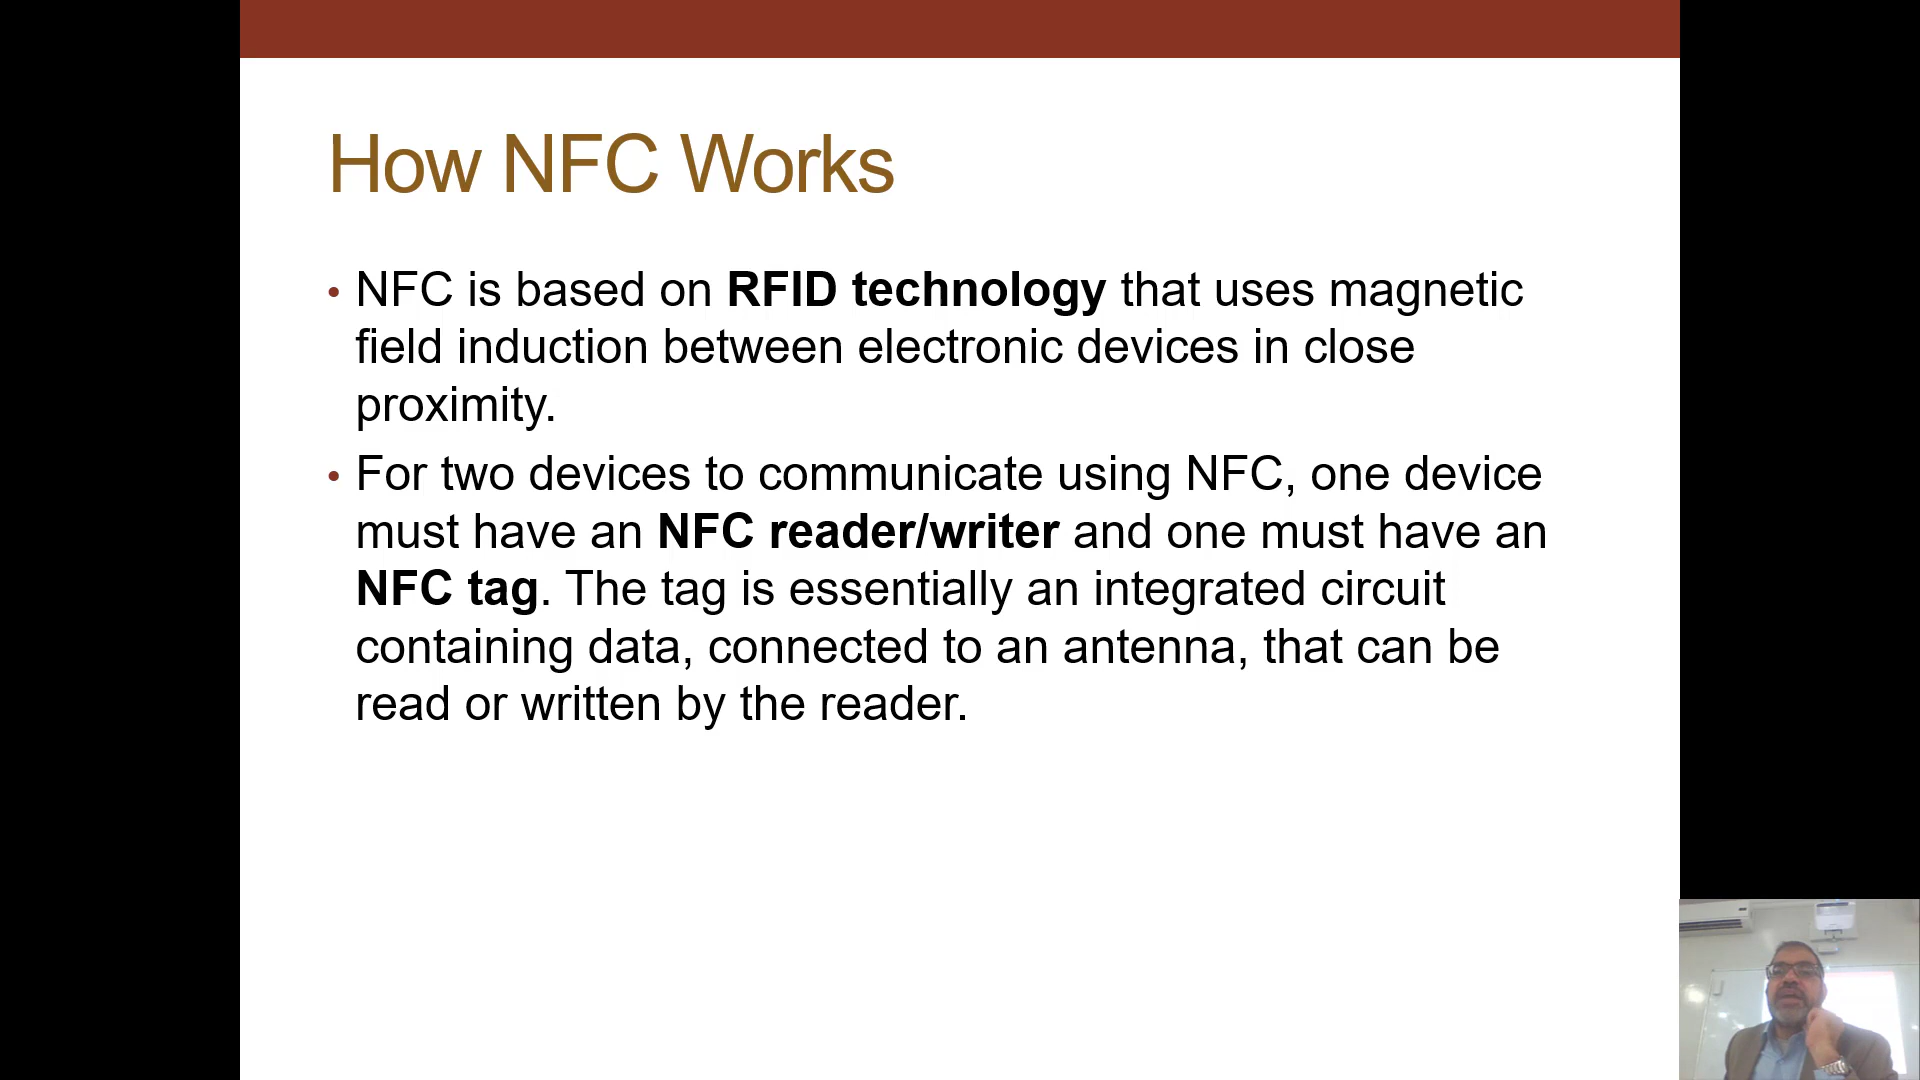 How NFC Works
• NFC is based on RFID technology that uses magnetic
field induction between electronic devices in close
proximity.
• For two devices to communicate using NFC, one device
must have an NFC reader/writer and one must have an
NFC tag. The tag is essentially an integrated circuit
containing data, connected to an antenna, that can be
read or written by the reader.